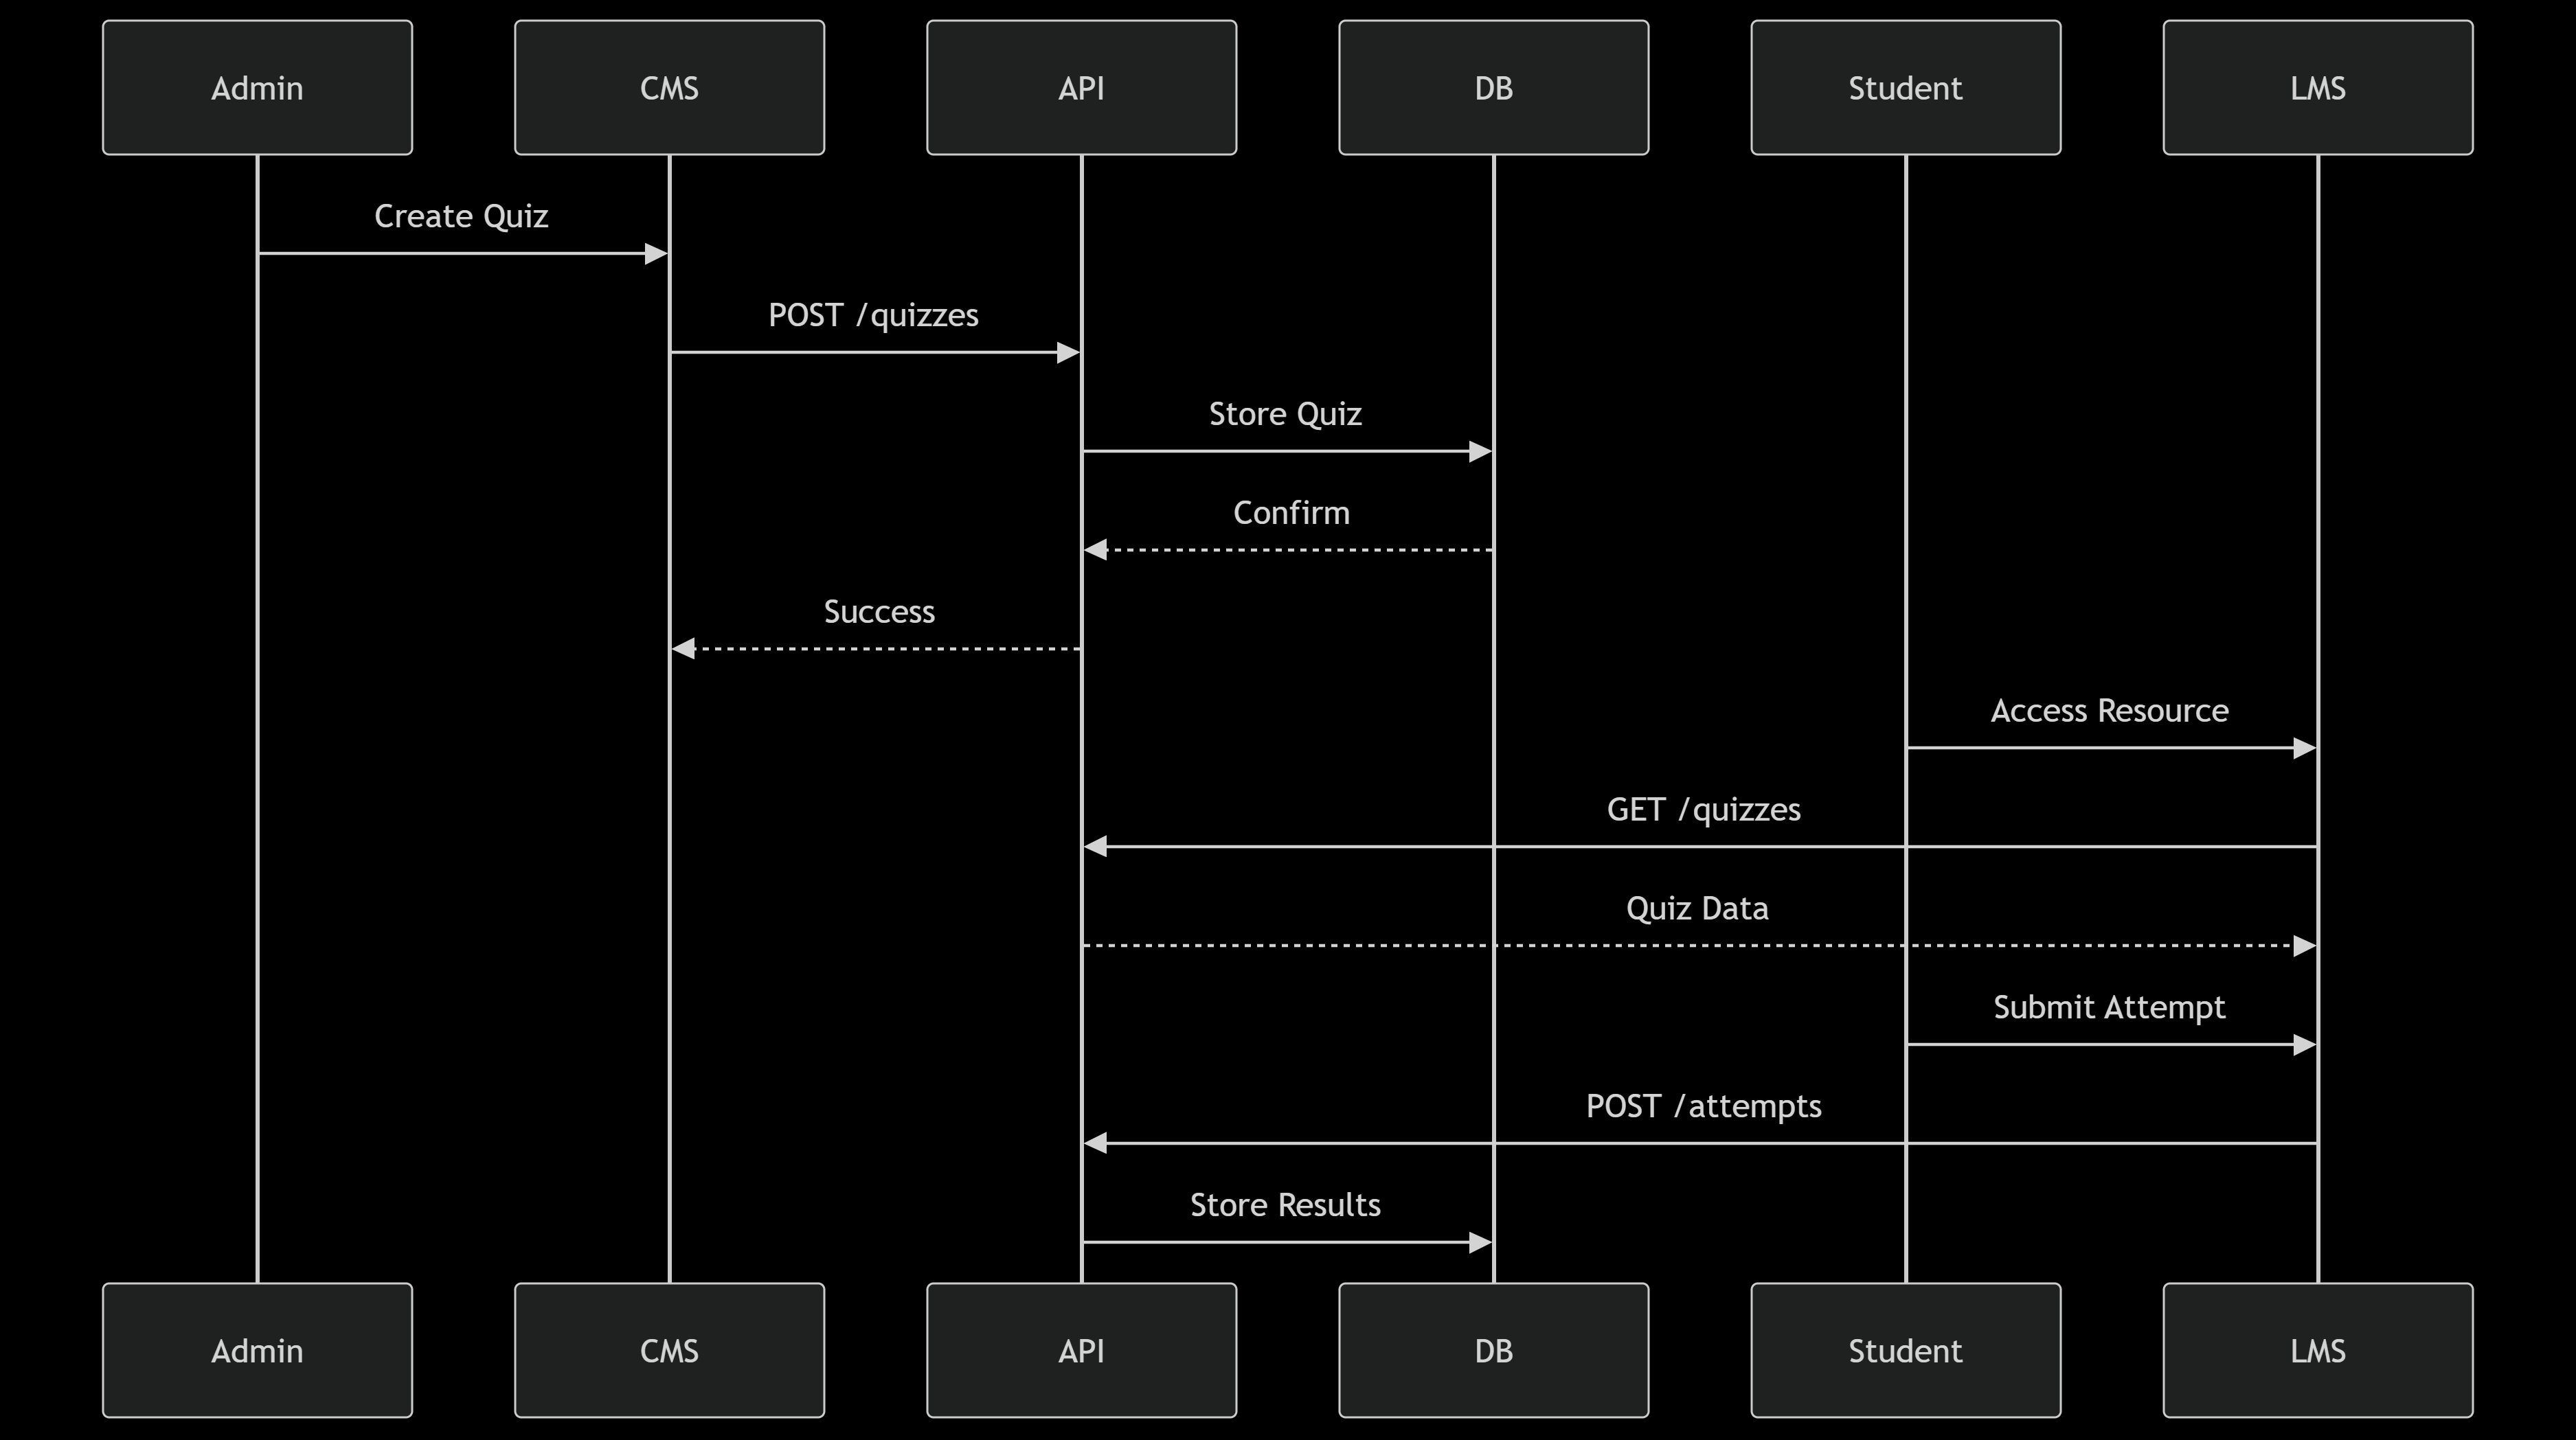 Admin
CMS
API
DB
Student
LMS
Create Quiz
POST /quizzes
Store Quiz
Confirm
Success
Access Resource
GET /quizzes
Quiz Data
Submit Attempt
POST /attempts
Store Results
Admin
CMS
API
DB
Student
LMS